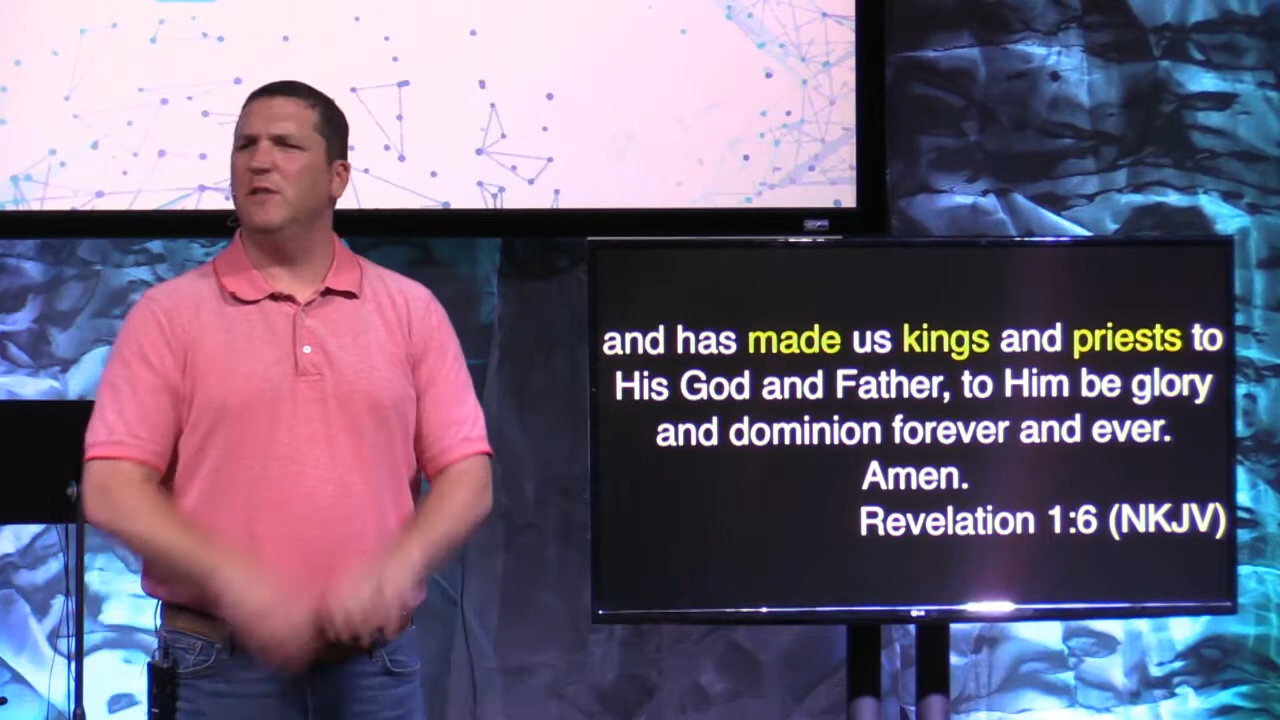 and has made us kings and priests to
His God and Father, to Him be glory
and dominion forever and ever.
Amen.
Revelation 1:6 (NKJV)